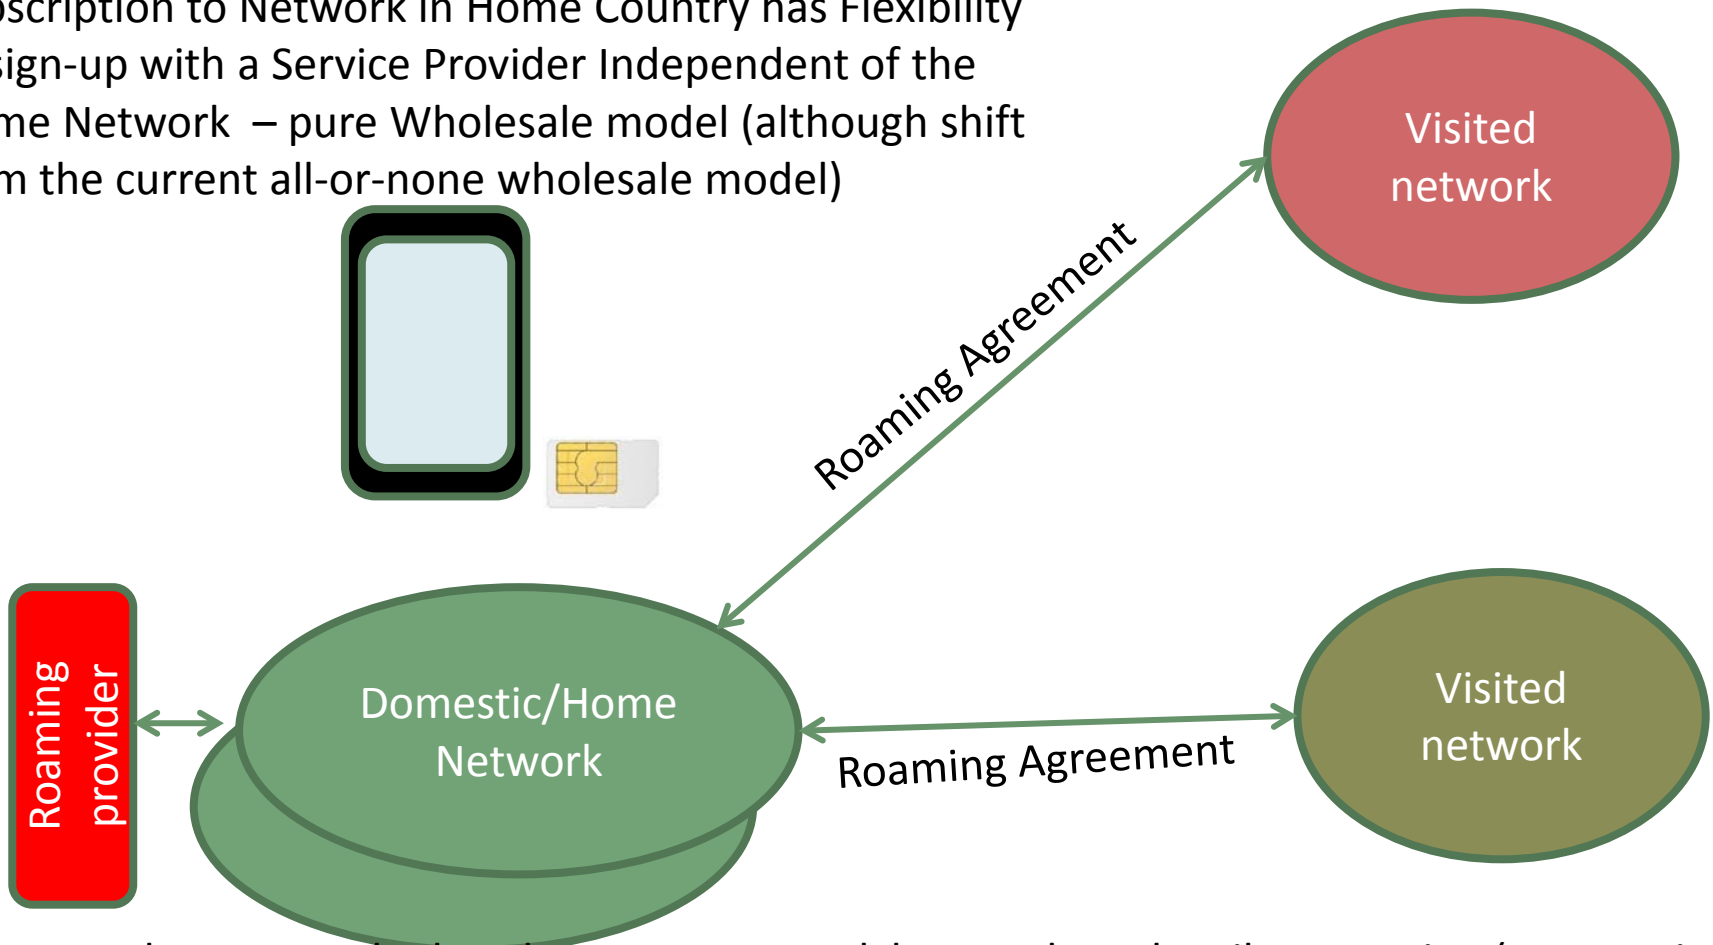 bscription to Network in Home Country has Flexibility
sign-up with a Service Provider Independent of the
me Network – pure Wholesale model (although shift
m the current all-or-none wholesale model)
Visited
network
Roaming Agreement
Roaming
provider
Domestic/Home
Network
Roaming Agreement
Visited
network